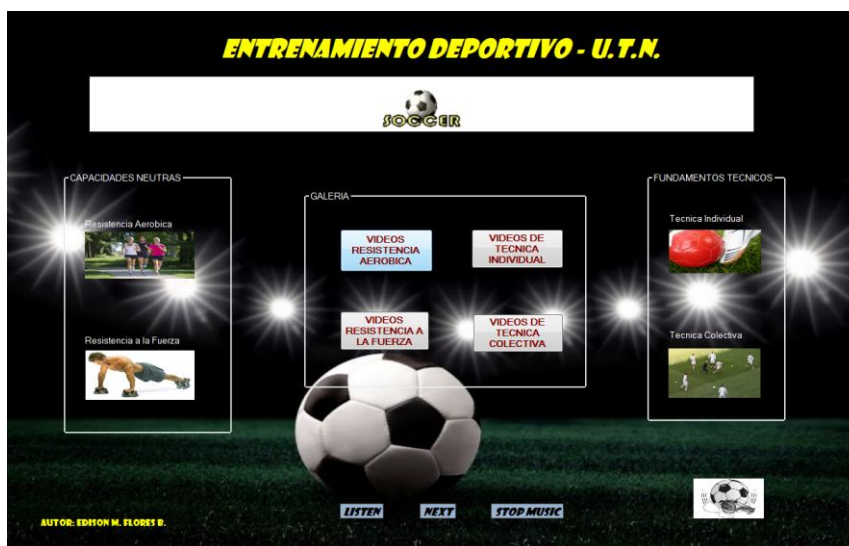 ENTRENAMIENTO DEPORTIVO - U.T.N.
SOCCER
CAPACIDADES NEUTRAS
Resistencia Aerobica
Resistencia a la Fuerza
GALERIA
VIDEOS
RESISTENCIA
AEROBICA
VIDEOS DE
TECNICA
INDIVIDUAL
VIDEOS
RESISTENCIA A
LA FUERZA
VIDEOS DE
TECNICA
COLECTIVA
FUNDAMENTOS TECNICOS
Tecnica Individual
Tecnica Colectiva
LISTEN
NEXT
STOP MUSIC
AUTOR: EDISON M. FLORES B.